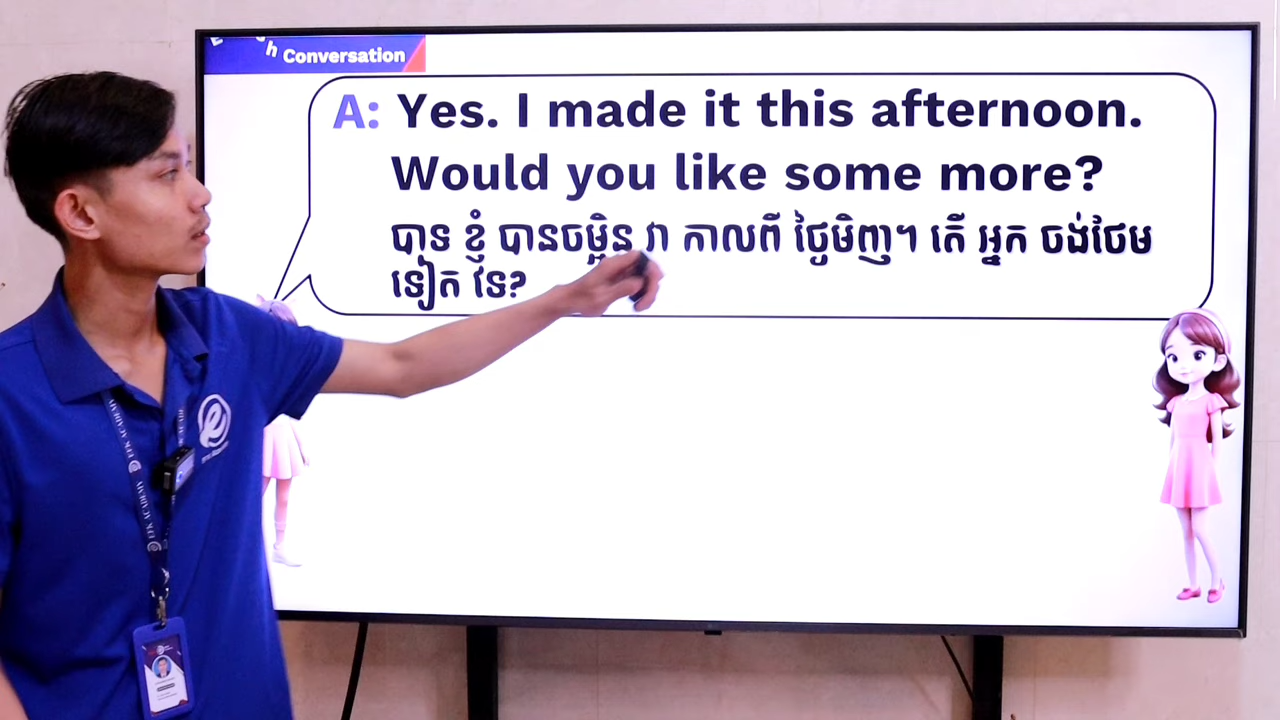 Conversation
A: Yes. I made it this afternoon.
Would you like some more?
បាទ ខ្ញុំ បានចម្អិន វា កាលពី ថ្ងៃមិញ។ តើ អ្នក ចង់ថែម
ទៀត ទេ?
ACADEMY